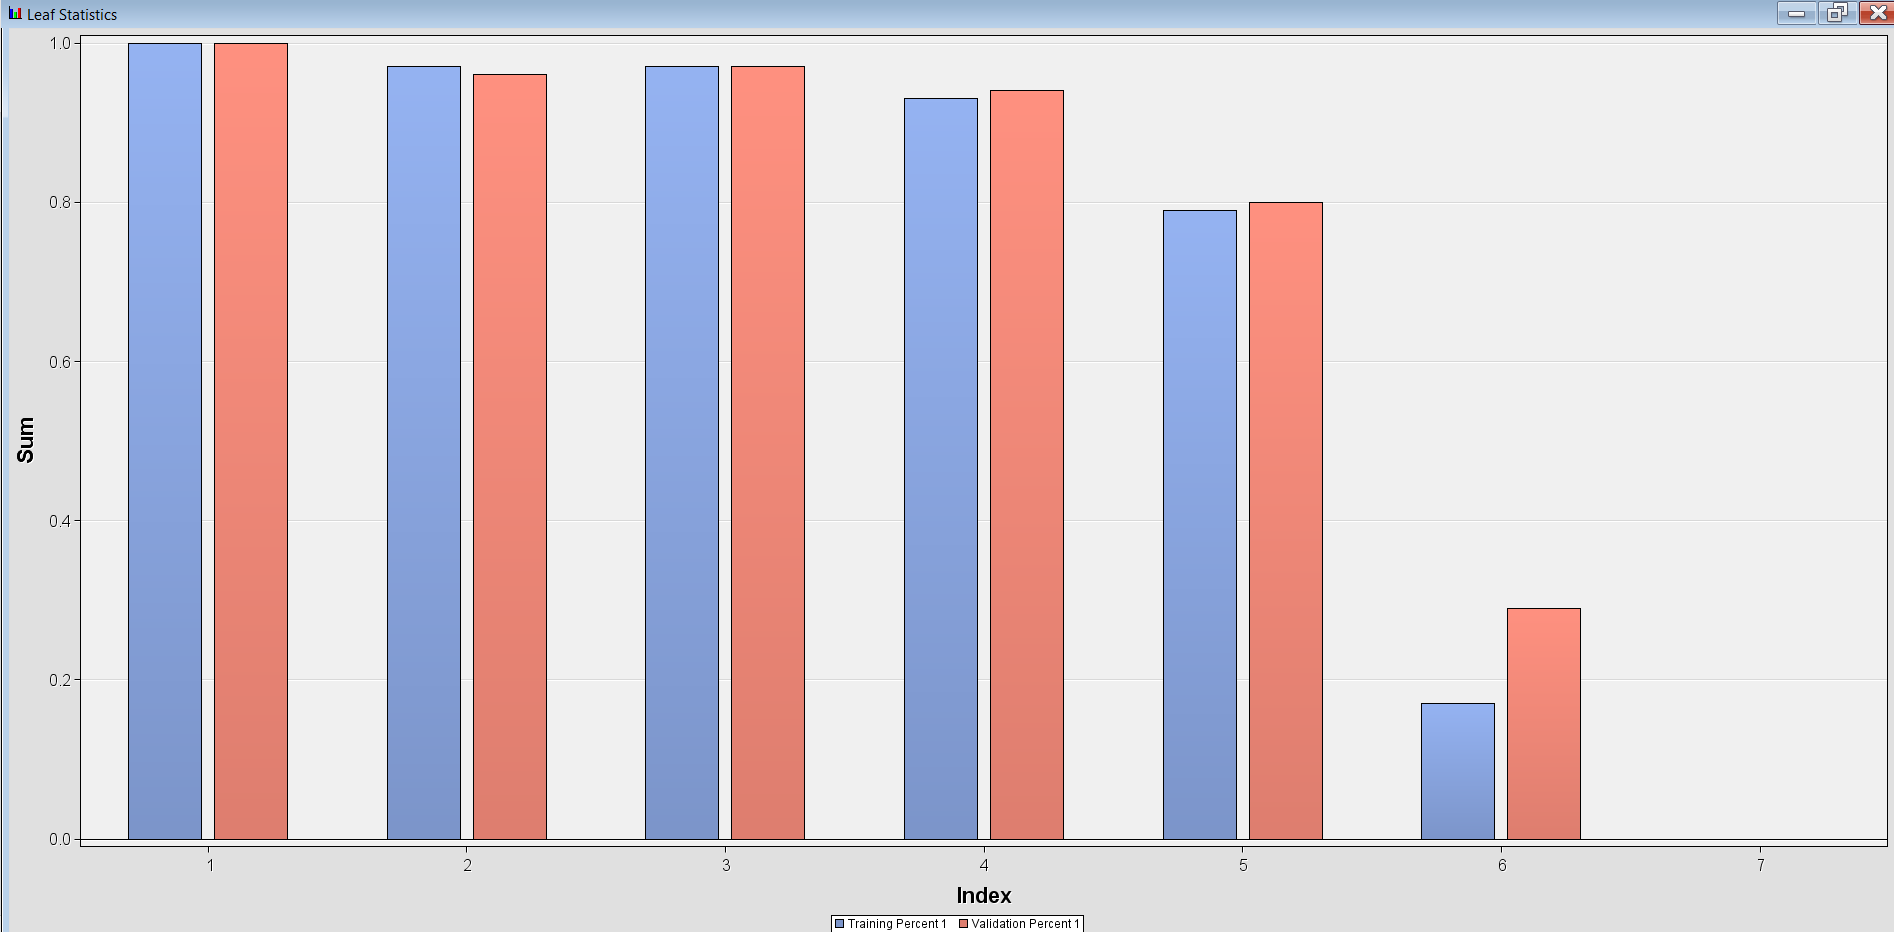 Leaf Statistics
1.0
0.8
0.6
0.4
0.2
0.0
Sum
1 2 3 4 5 6 7
Index
Training Percent 1 Validation Percent 1